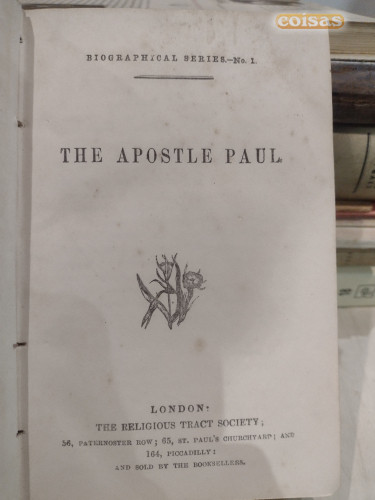 coisas
BIOGRAPHICAL SERIES.—No. 1.
THE APOSTLE PAUL.
LONDON:
THE RELIGIOUS TRACT SOCIETY;
56, PATERNOSTER ROW; 65, ST. PAUL'S CHURCHYARD; AND
164, PICCADILLY:
AND SOLD BY THE BOOKSELLERS.